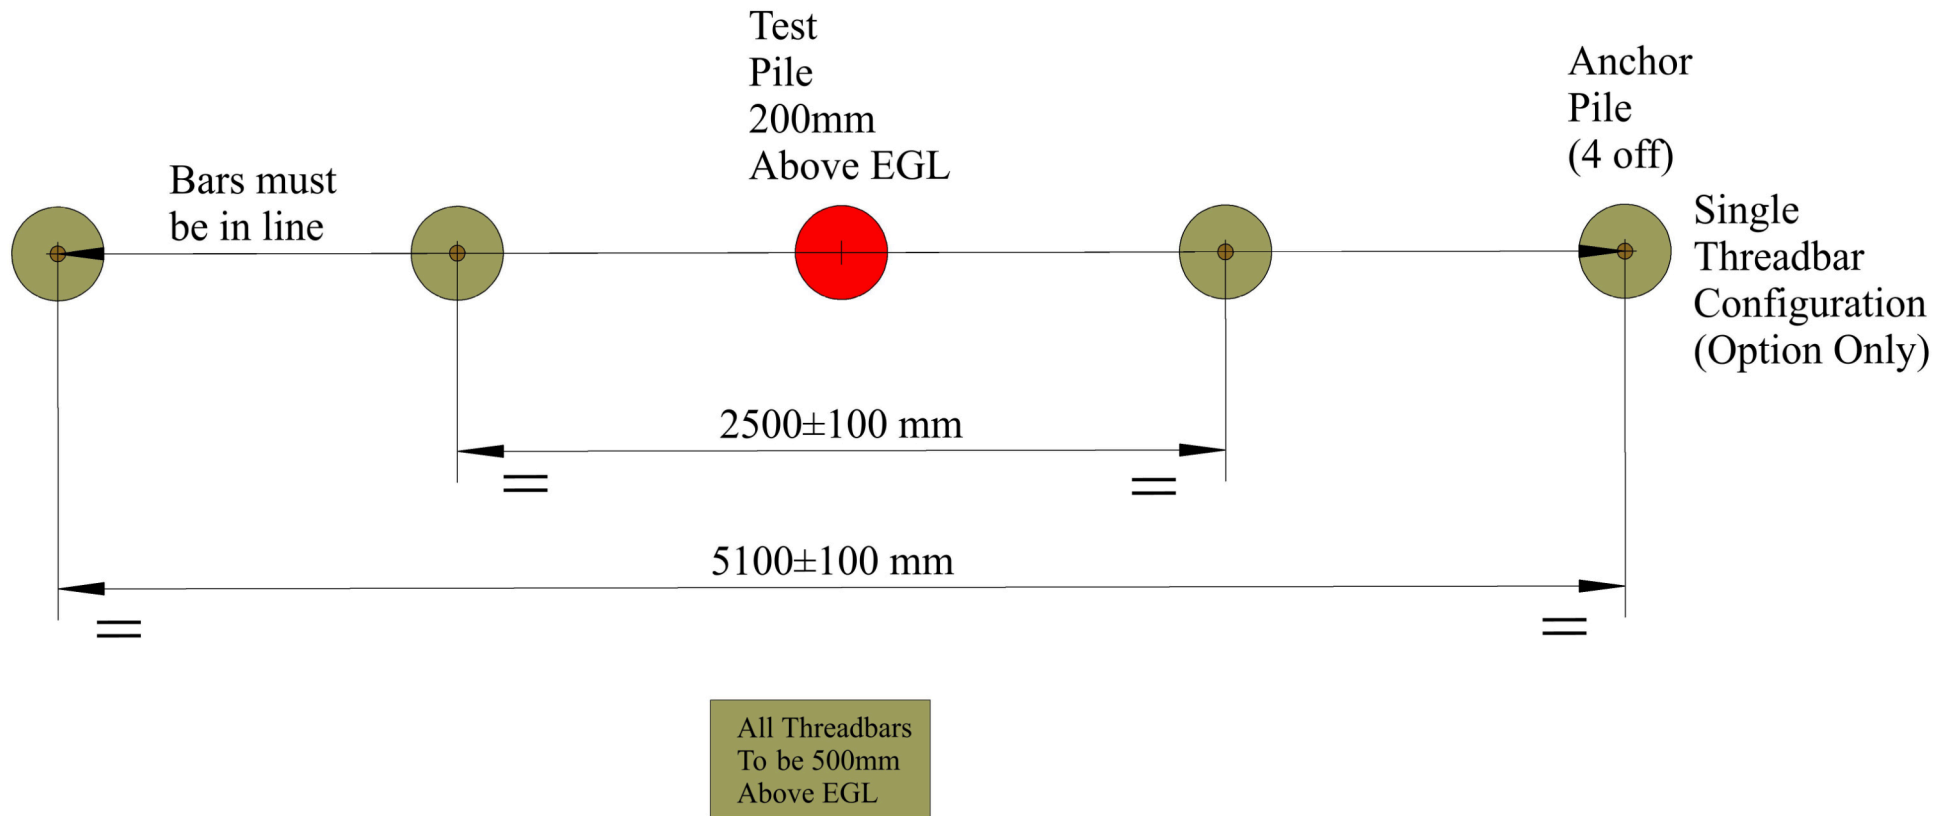 Test
Pile
200mm
Above EGL
Anchor
Pile
(4 off)
Bars must
be in line
Single
Threadbar
Configuration
(Option Only)
2500±100 mm
5100±100 mm
All Threadbars
To be 500mm
Above EGL